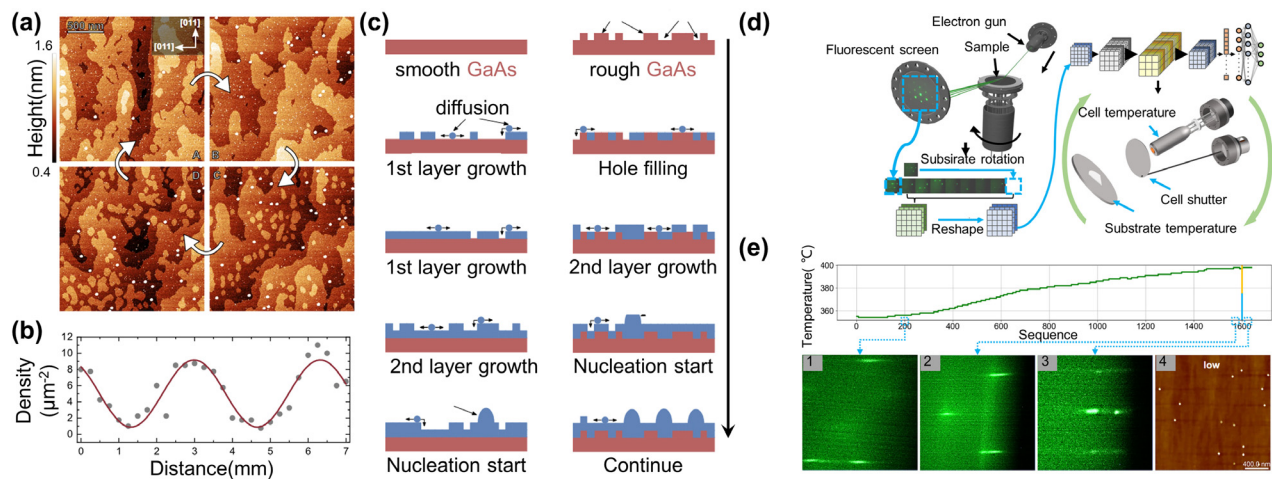 (a)
500 nm
[011]
[011]
1.6
Height(nm)
0.4
A
B
D
C
(b)
12
10
8
6
4
2
0
Density
(μm⁻²)
0
1
2
3
4
5
6
7
Distance(mm)
(c)
smooth GaAs
rough GaAs
diffusion
1st layer growth
Hole filling
1st layer growth
2nd layer growth
2nd layer growth
Nucleation start
Nucleation start
Continue
(d)
Electron gun
Sample
Fluorescent screen
Subsirate rotation
Reshape
Cell temperature
Cell shutter
Substrate temperature
(e)
Temperature( ℃)
400
380
360
0
200
400
600
800
1000
1200
1400
1600
Sequence
1
2
3
4
low
400.0 nm